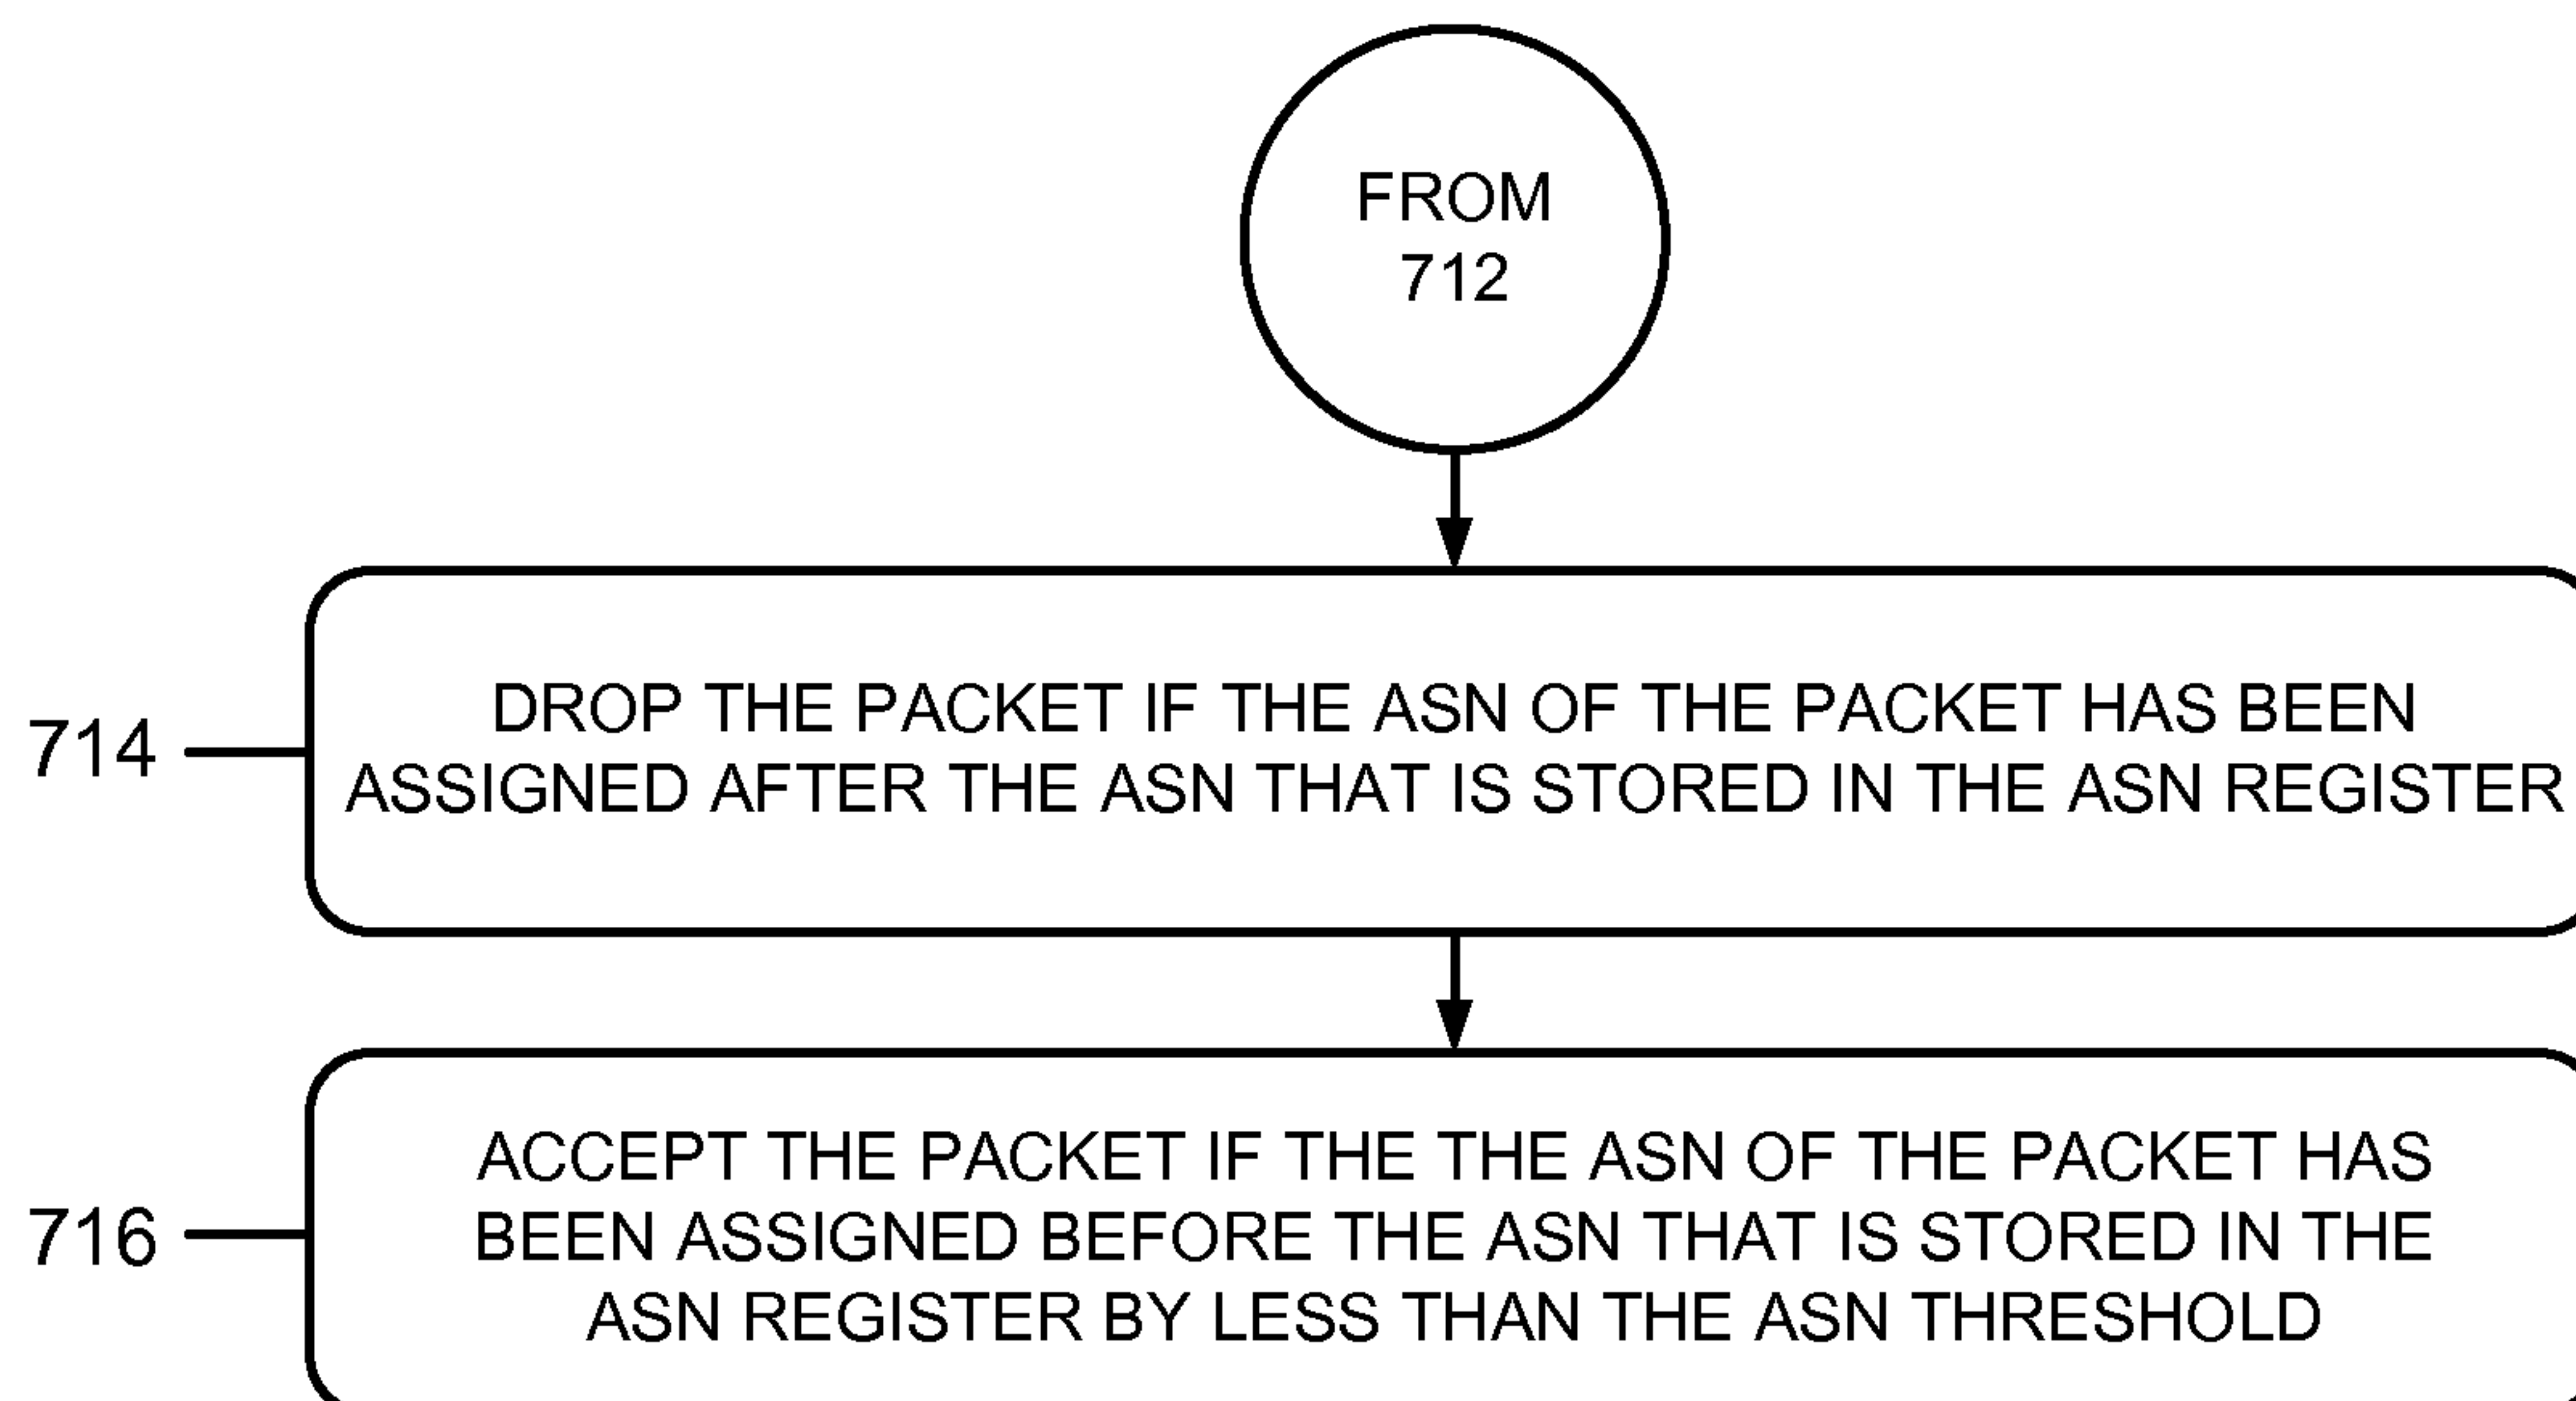 FROM
712
714
DROP THE PACKET IF THE ASN OF THE PACKET HAS BEEN
ASSIGNED AFTER THE ASN THAT IS STORED IN THE ASN REGISTER
716
ACCEPT THE PACKET IF THE THE ASN OF THE PACKET HAS
BEEN ASSIGNED BEFORE THE ASN THAT IS STORED IN THE
ASN REGISTER BY LESS THAN THE ASN THRESHOLD